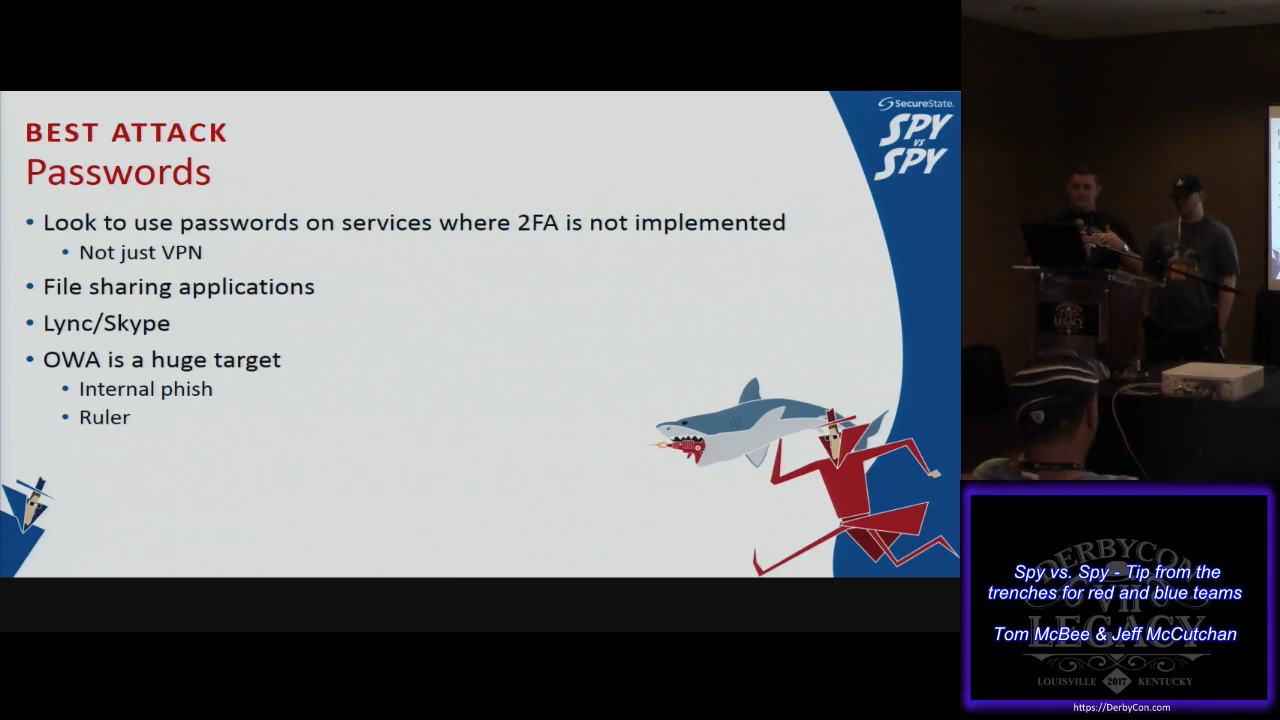 BEST ATTACK
Passwords
• Look to use passwords on services where 2FA is not implemented
• Not just VPN
• File sharing applications
• Lync/Skype
• OWA is a huge target
• Internal phish
• Ruler
SecureState.
SPY
VS
SPY
LEGACY
DERBYCON
VII
LEGACY
LOUISVILLE 2017 KENTUCKY
Spy vs. Spy - Tip from the
trenches for red and blue teams
Tom McBee & Jeff McCutchan
https://DerbyCon.com